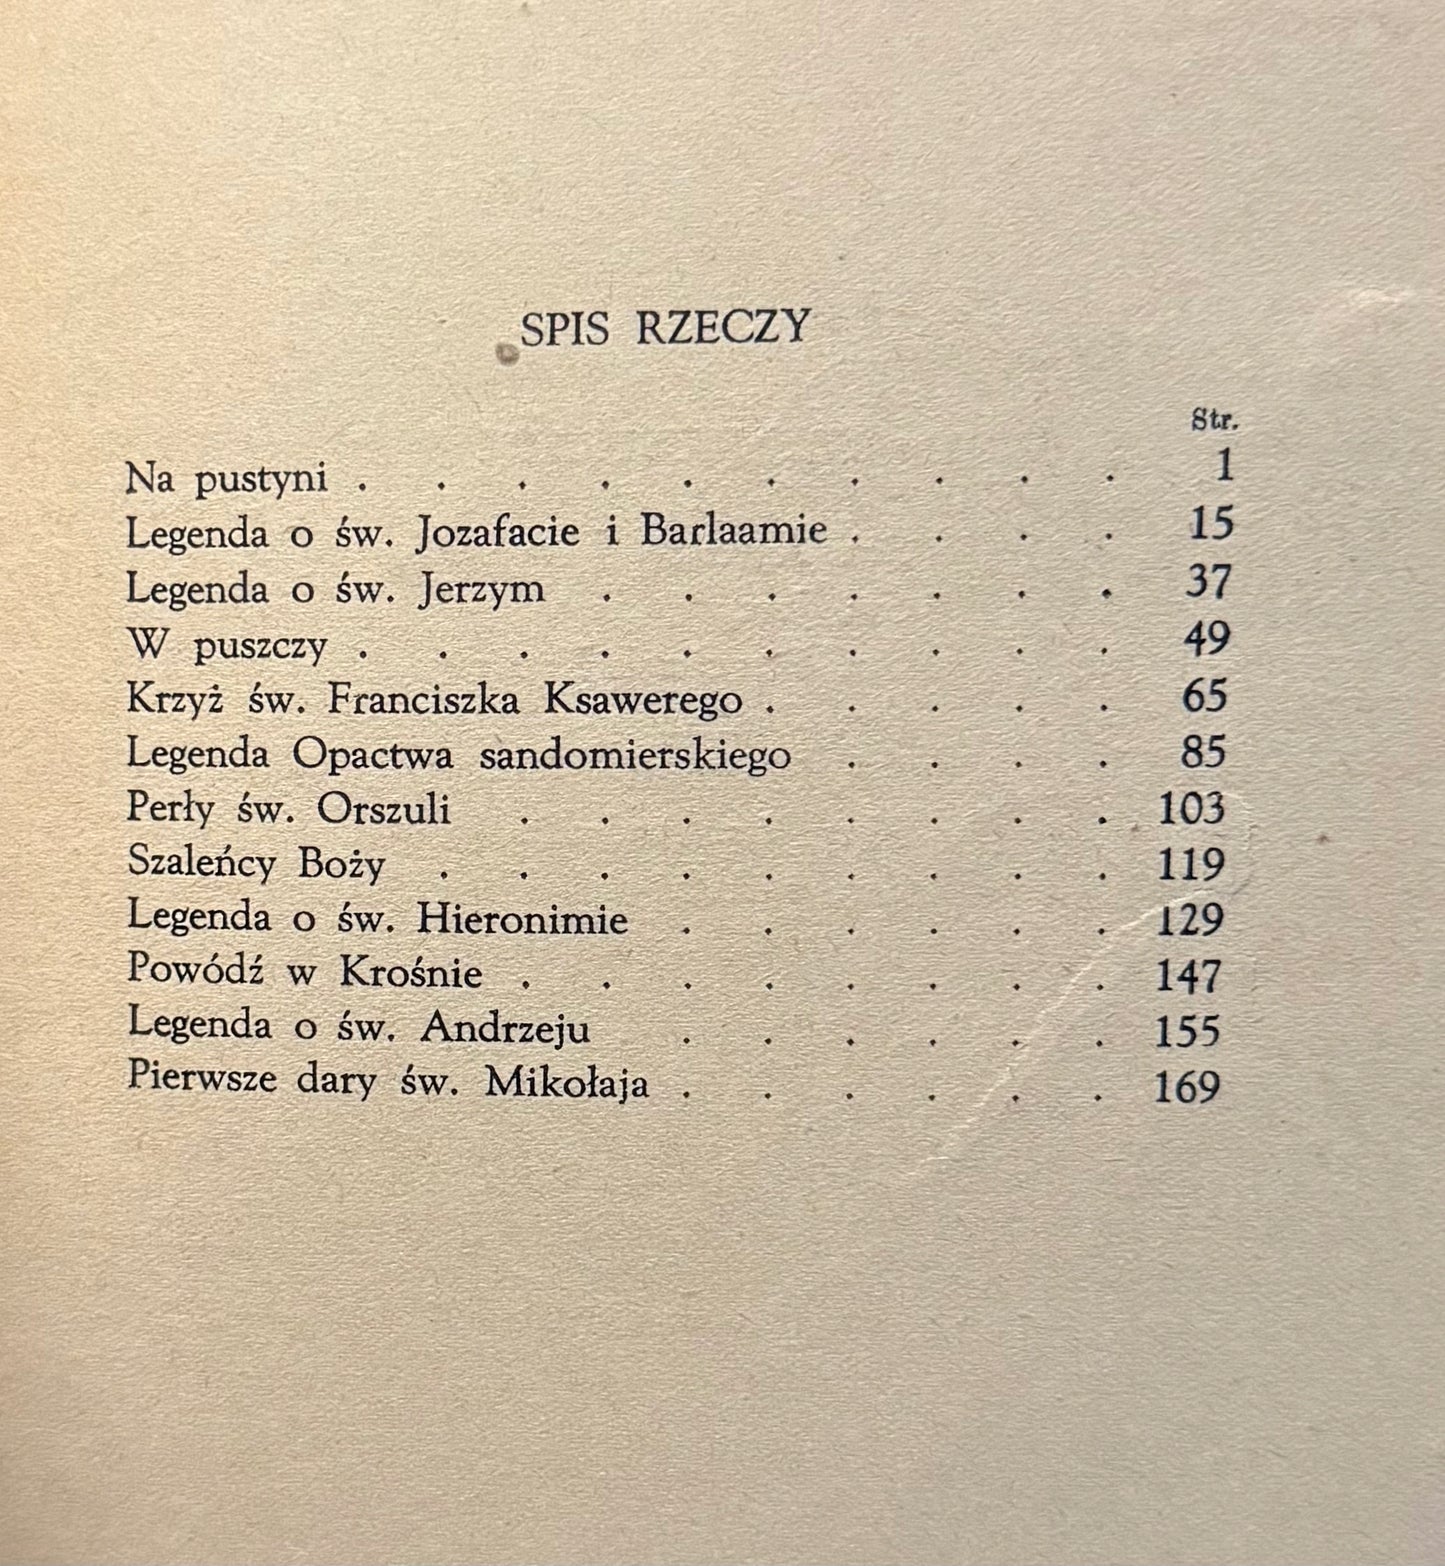 SPIS RZECZY
Str.
Na pustyni . . . . . . . . . . 1
Legenda o św. Jozafacie i Barlaamie . . . . 15
Legenda o św. Jerzym . . . . . . . 37
W puszczy . . . . . . . . . . 49
Krzyż św. Franciszka Ksawerego . . . . . 65
Legenda Opactwa sandomierskiego . . . . 85
Perły św. Orszuli . . . . . . . . 103
Szaleńcy Boży . . . . . . . . . 119
Legenda o św. Hieronimie . . . . . . 129
Powódź w Krośnie . . . . . . . . 147
Legenda o św. Andrzeju . . . . . . 155
Pierwsze dary św. Mikołaja . . . . . . 169